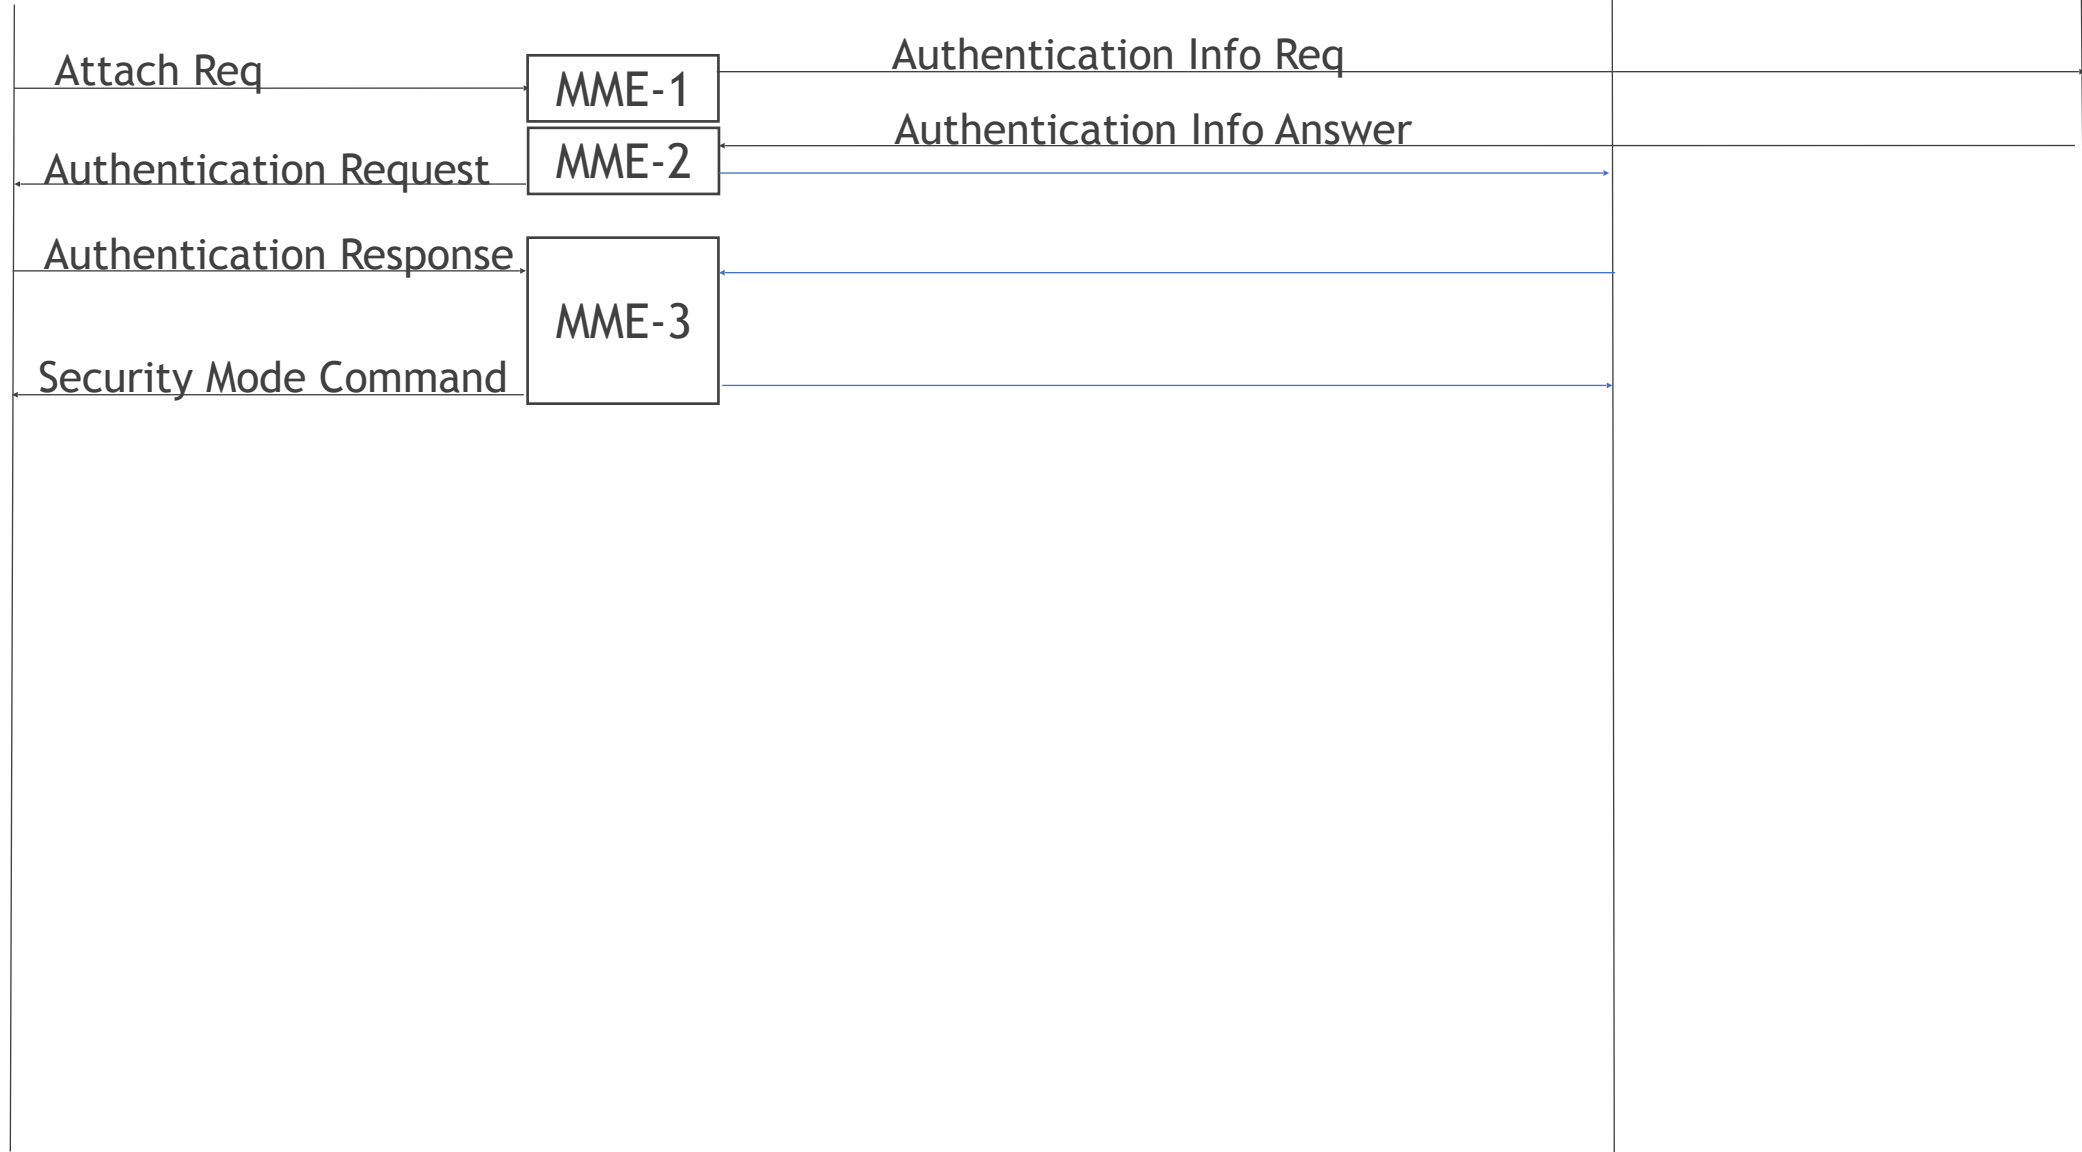 Attach Req
MME-1
Authentication Info Req
Authentication Info Answer
MME-2
Authentication Request
Authentication Response
MME-3
Security Mode Command